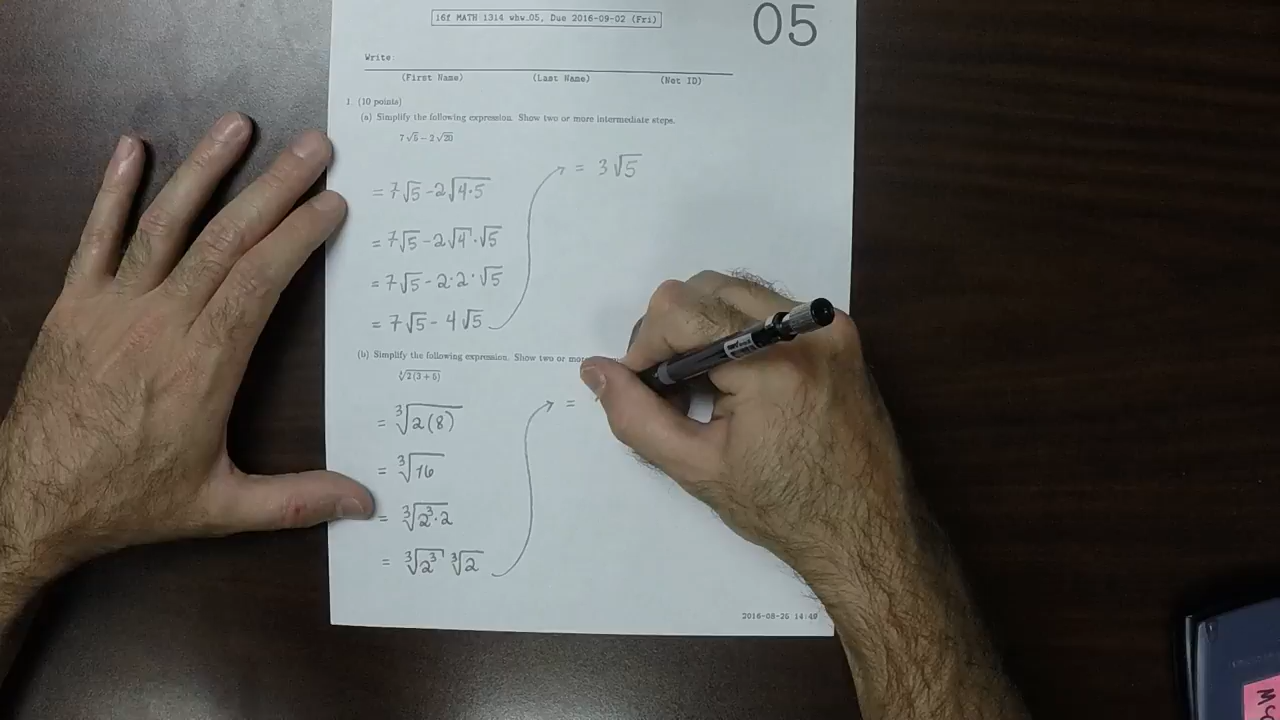 16f MATH 1314 whw.05, Due 2016-09-02 (Fri)
05
Write:
(First Name) (Last Name) (Net ID)
1. (10 points)
(a) Simplify the following expression. Show two or more intermediate steps.
7√5 − 2√20
= 7√5 - 2√4·5
= 7√5 - 2√4·√5
= 7√5 - 2·2·√5
= 7√5 - 4√5
= 3√5
(b) Simplify the following expression. Show two or more
∛2(3 + 5)
= ∛2(8)
= ∛16
= ∛2³·2
= ∛2³ ∛2
=
2016-08-25 14:49